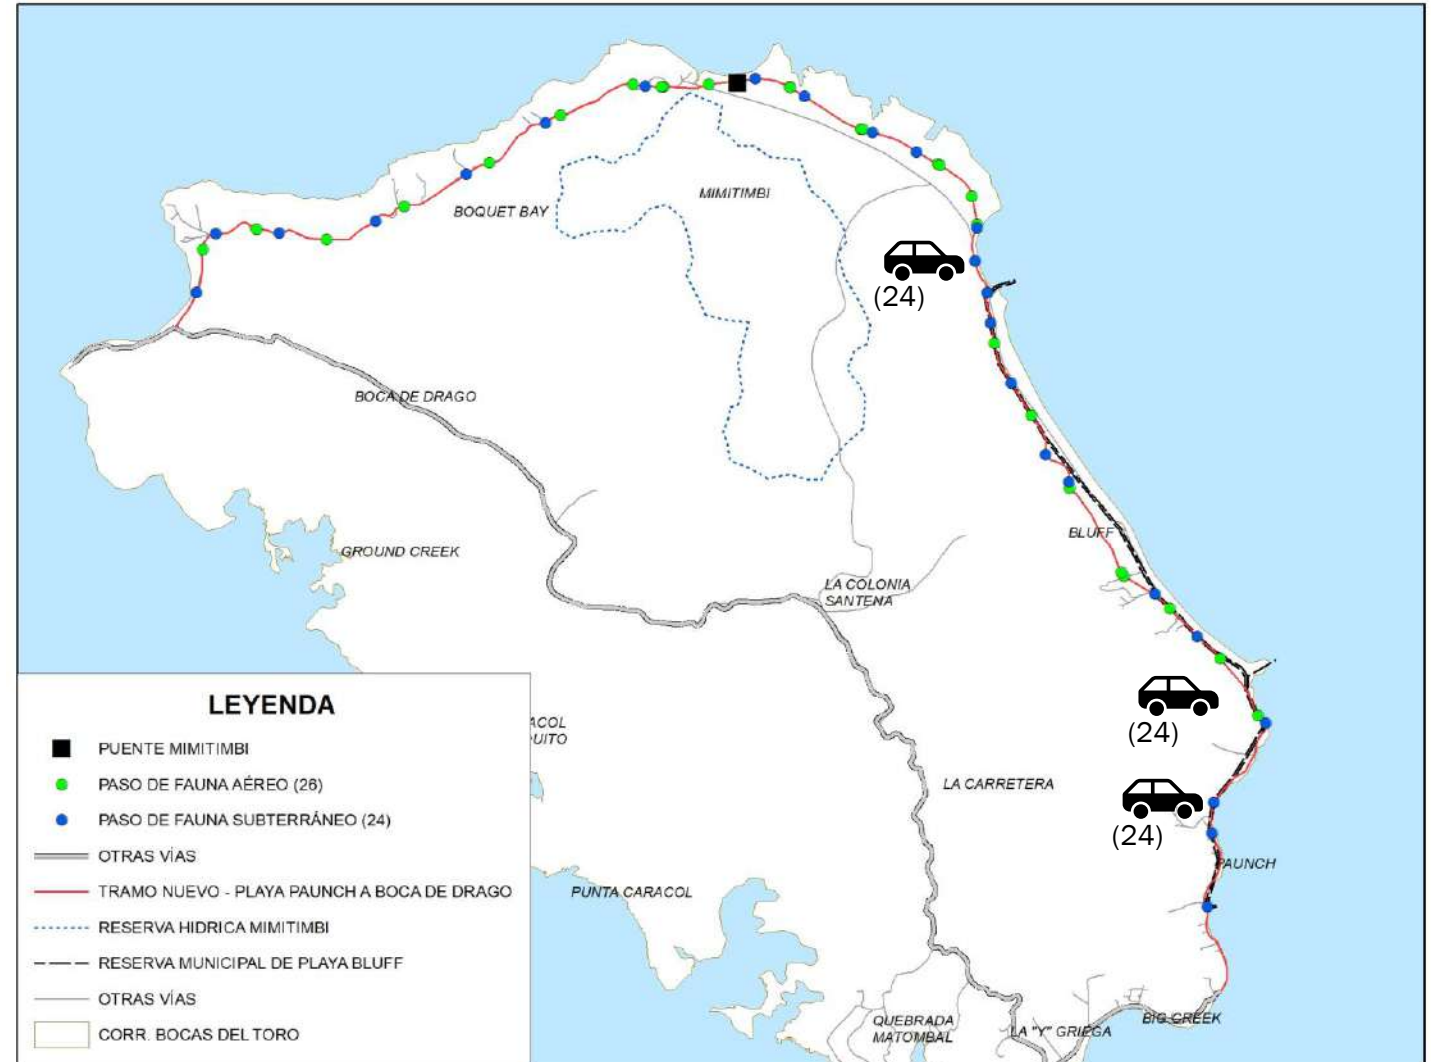 MIMITIMBI
BOQUET BAY
(24)
BOCA DE DRAGO
BLUFF
GROUND CREEK
LA COLONIA
SANTENA
LEYENDA
PUENTE MIMITIMBI
PASO DE FAUNA AÉREO (26)
PASO DE FAUNA SUBTERRÁNEO (24)
OTRAS VÍAS
TRAMO NUEVO - PLAYA PAUNCH A BOCA DE DRAGO
RESERVA HIDRICA MIMITIMBI
RESERVA MUNICIPAL DE PLAYA BLUFF
OTRAS VÍAS
CORR. BOCAS DEL TORO
ACOL
UITO
(24)
LA CARRETERA
(24)
PAUNCH
PUNTA CARACOL
QUEBRADA
MATOMBAL
LA "Y" GRIEGA
BIG CREEK